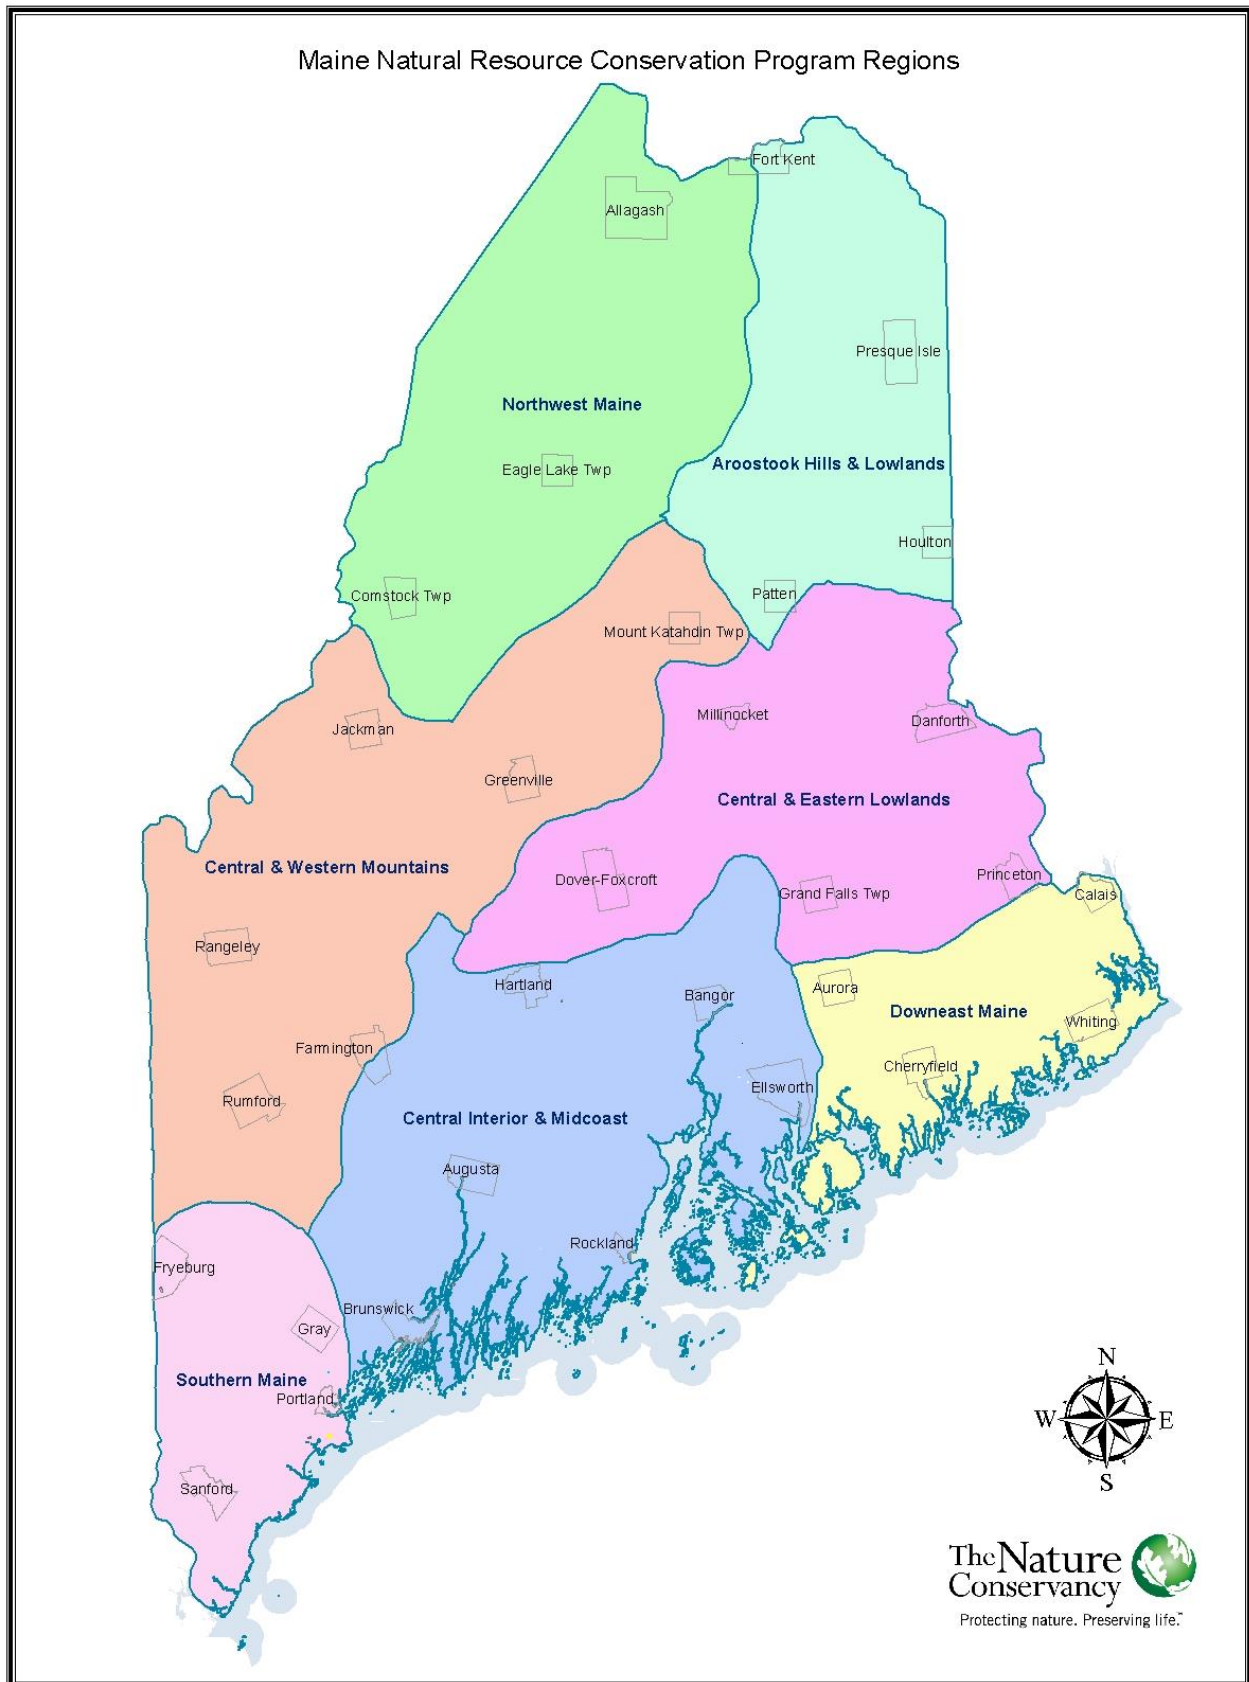 Maine Natural Resource Conservation Program Regions
Fort Kent
Allagash
Presque Isle
Northwest Maine
Aroostook Hills & Lowlands
Eagle Lake Twp
Houlton
Patten
Comstock Twp
Mount Katahdin Twp
Millinocket
Danforth
Jackman
Greenville
Central & Eastern Lowlands
Central & Western Mountains
Dover-Foxcroft
Princeton
Grand Falls Twp
Calais
Rangeley
Hartland
Aurora
Bangor
Downeast Maine
Whiting
Farmington
Cherryfield
Ellsworth
Rumford
Central Interior & Midcoast
Augusta
Rockland
Fryeburg
Brunswick
Gray
Southern Maine
Portland
Sanford
N
W
E
S
The Nature
Conservancy
Protecting nature. Preserving life.℠